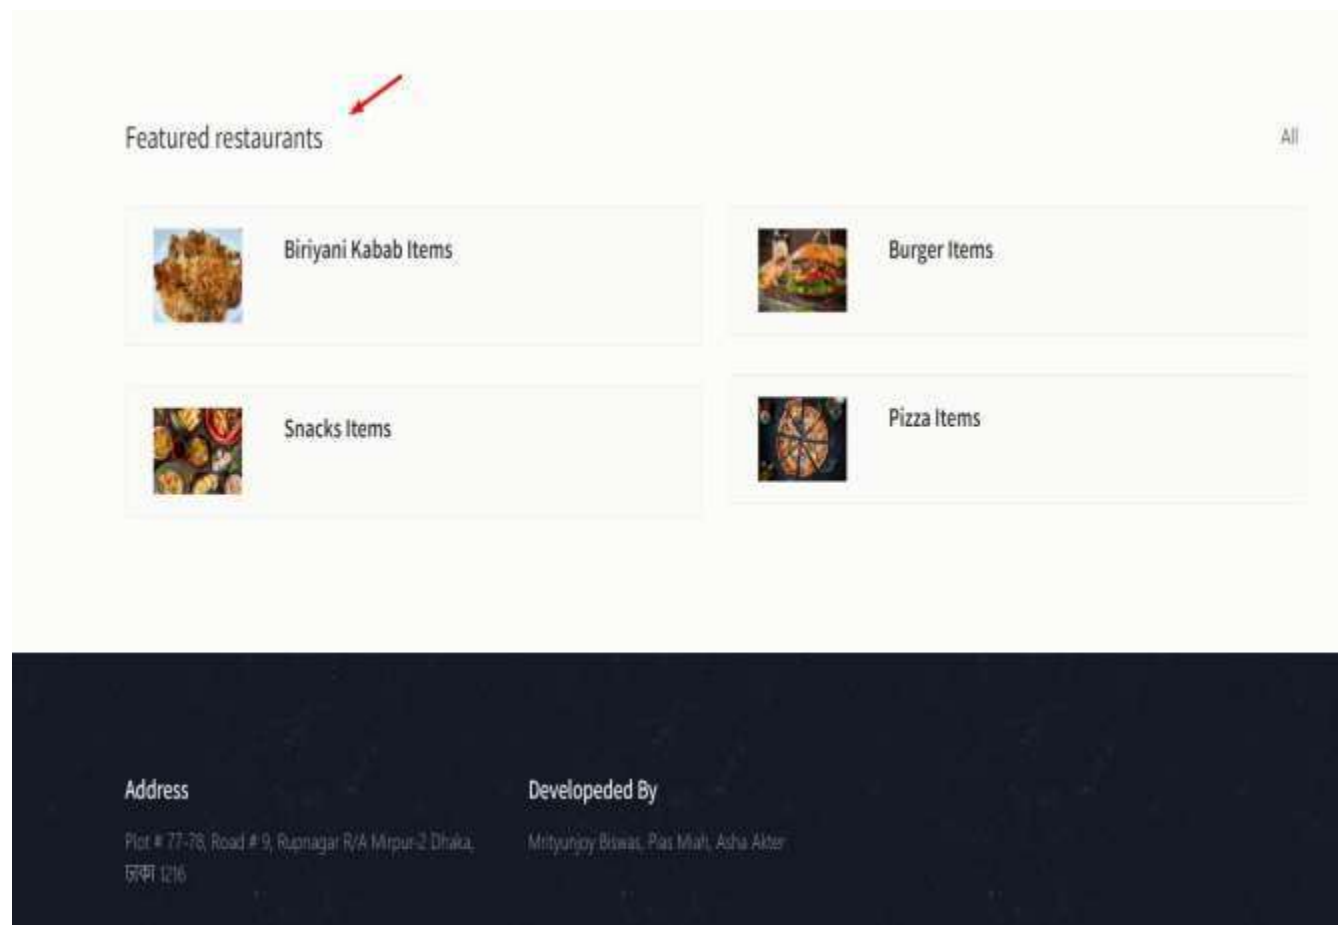 Featured restaurants
All
Biriyani Kabab Items
Burger Items
Snacks Items
Pizza Items
Address
Plot # 77-78, Road # 9, Rupnagar R/A Mirpur-2 Dhaka,
ঢাকা 1216
Developeded By
Mrityunjoy Biswas, Pias Miah, Asha Akter